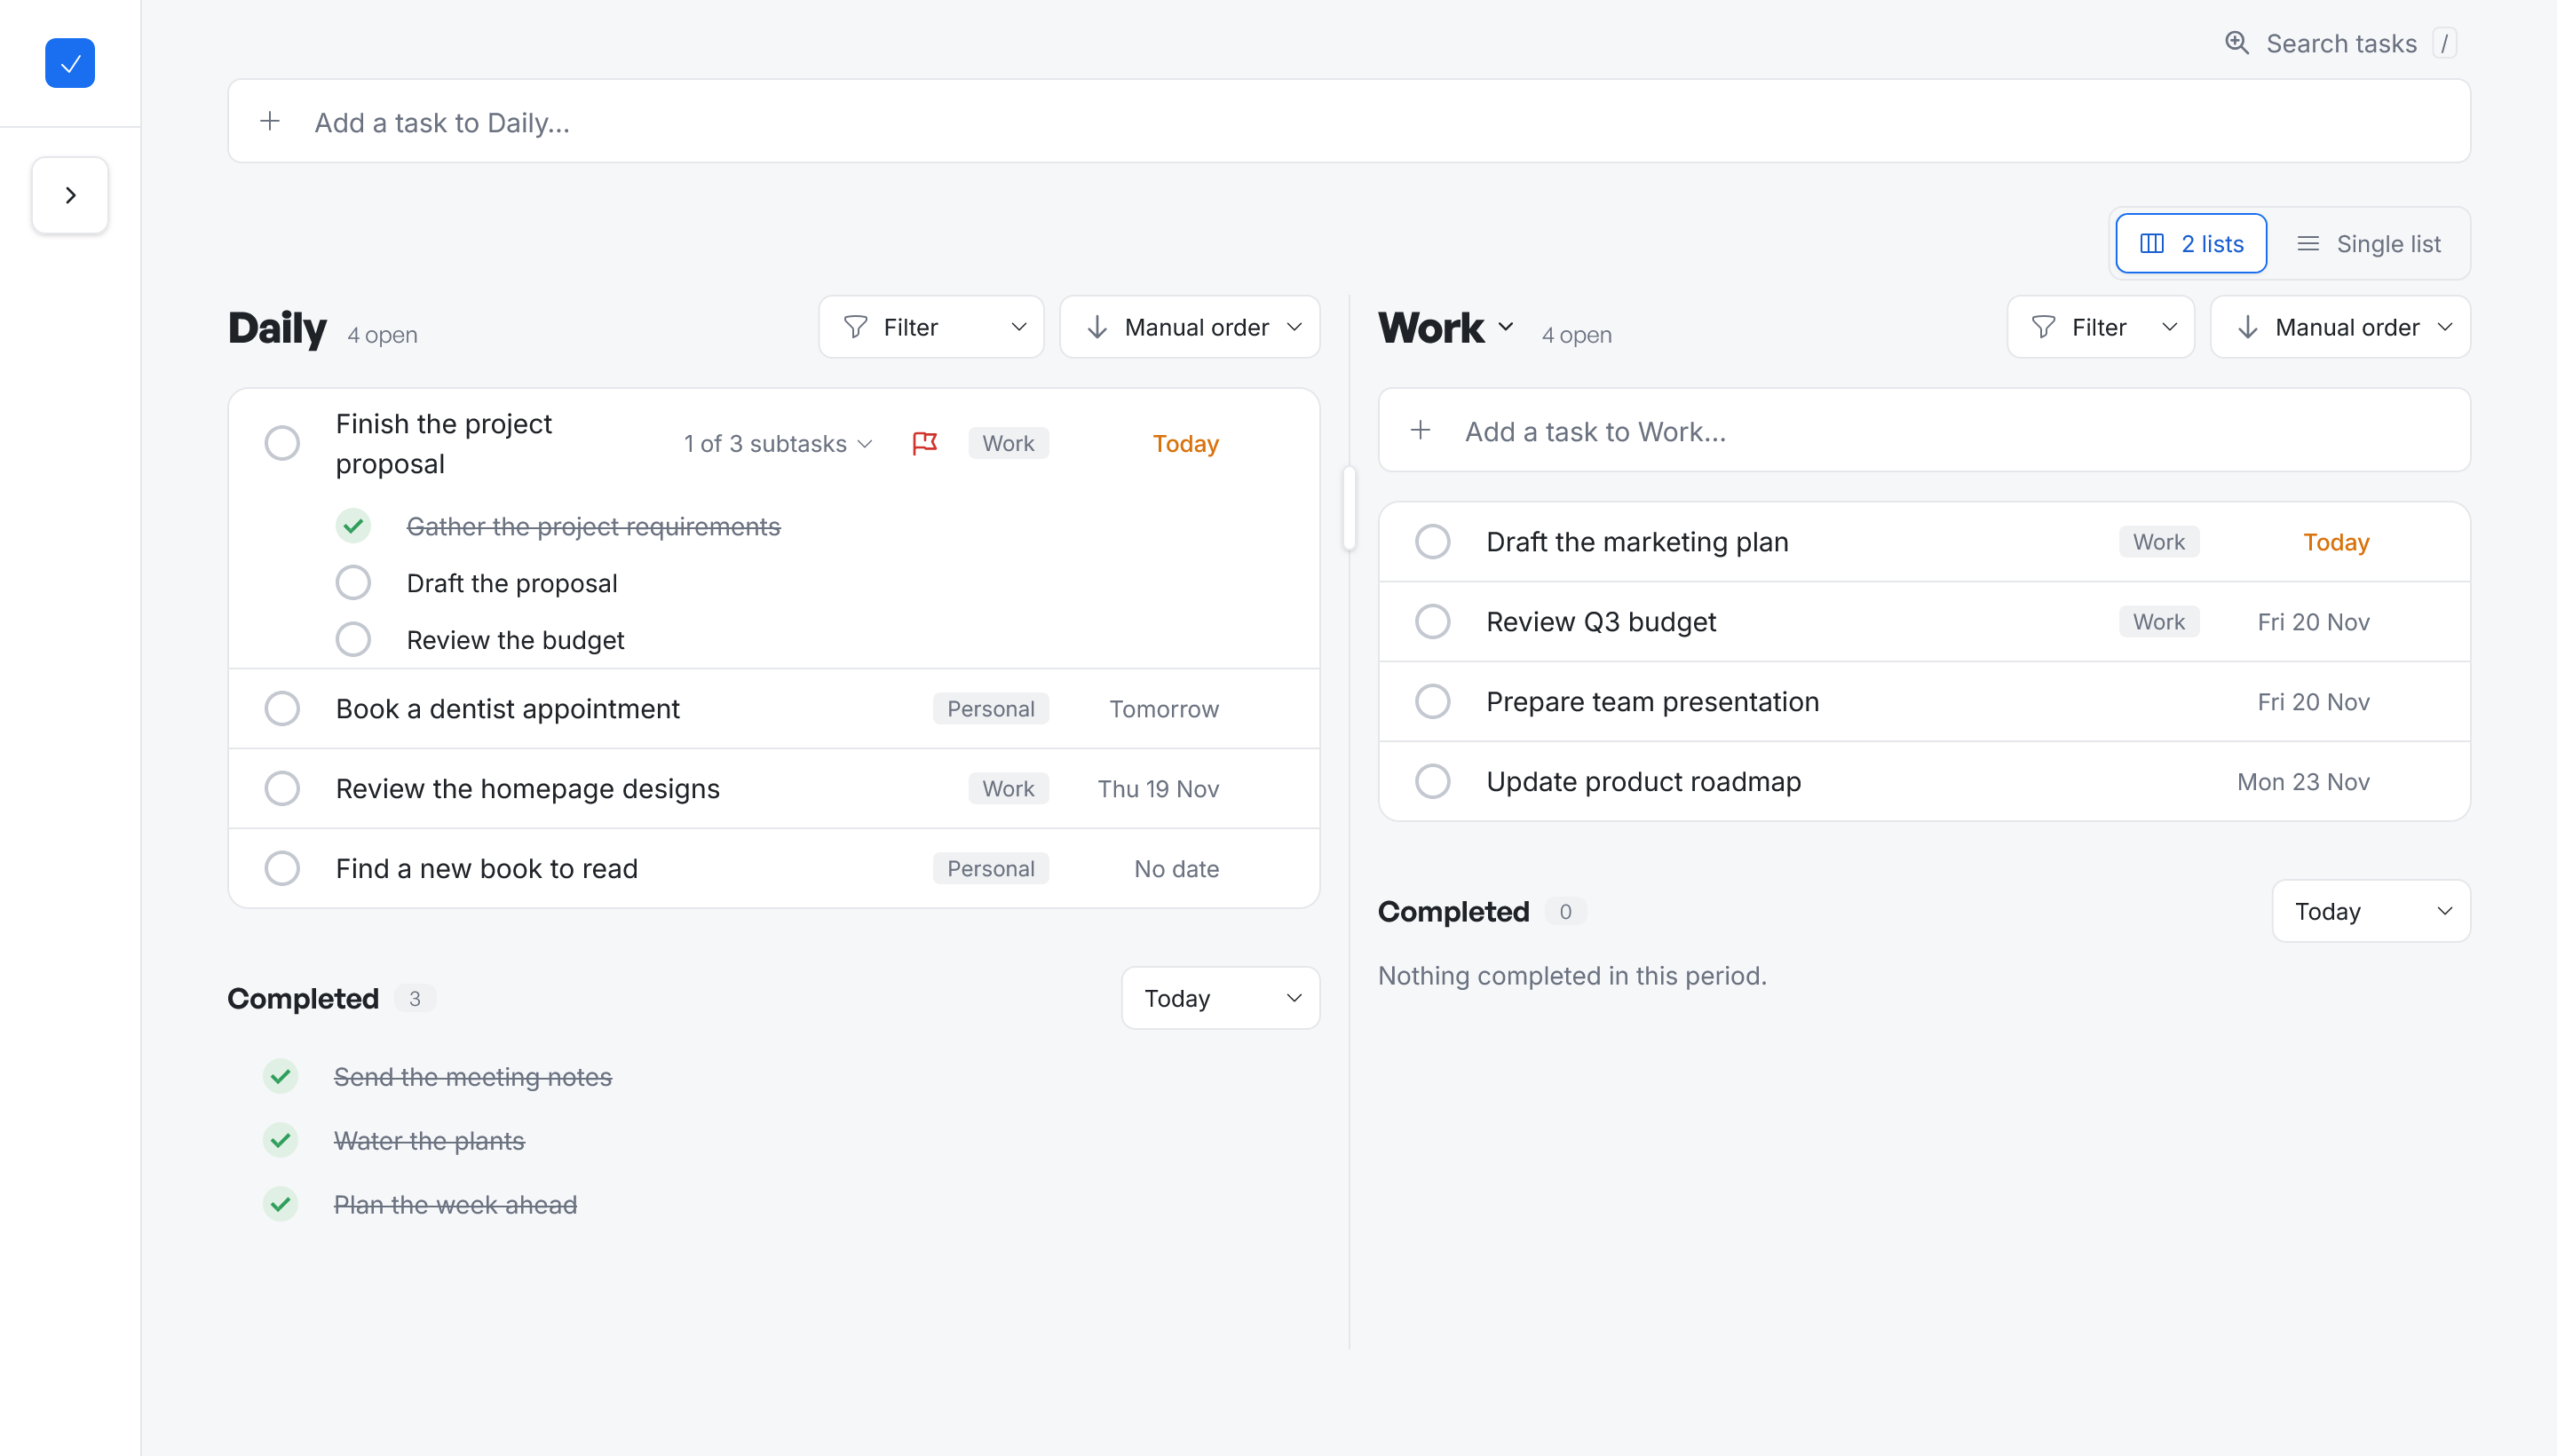 Search tasks /
Add a task to Daily...
2 lists
Single list
Daily 4 open
Filter
Manual order
Finish the project
proposal
1 of 3 subtasks
Work
Today
Gather the project requirements
Draft the proposal
Review the budget
Book a dentist appointment Personal Tomorrow
Review the homepage designs Work Thu 19 Nov
Find a new book to read Personal No date
Completed 3
Today
Send the meeting notes
Water the plants
Plan the week ahead
Work 4 open
Filter
Manual order
Add a task to Work...
Draft the marketing plan Work Today
Review Q3 budget Work Fri 20 Nov
Prepare team presentation Fri 20 Nov
Update product roadmap Mon 23 Nov
Completed 0
Today
Nothing completed in this period.